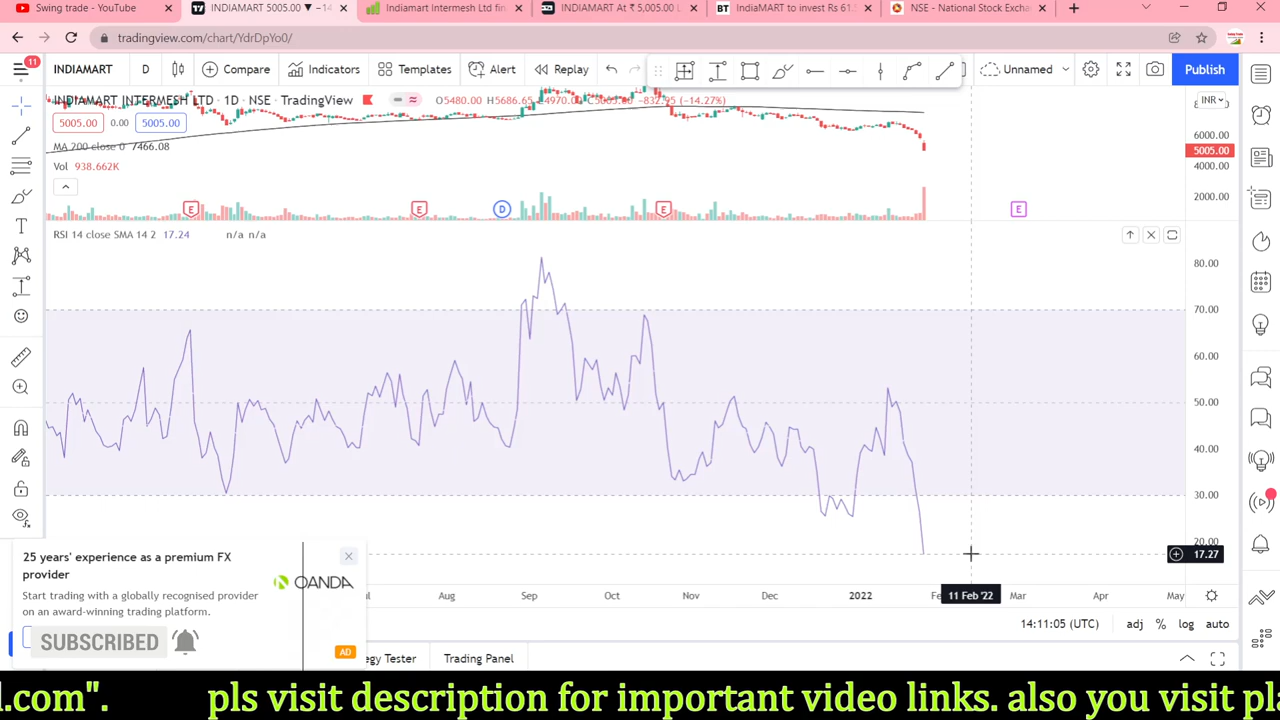 Swing trade - YouTube
INDIAMART 5005.00 ▼ −14
Indiamart Intermesh Ltd fin
INDIAMART At ₹ 5,005.00 L
IndiaMART to invest Rs 61.5
NSE - National Stock Exchan
tradingview.com/chart/YdrDpYo0/
11
INDIAMART
D
Compare
Indicators
Templates
Alert
Replay
Unnamed
Publish
INDIAMART INTERMESH LTD · 1D · NSE · TradingView
O5480.00 H5686.65 −832.95 (−14.27%)
INR
5005.00
0.00
5005.00
6000.00
5005.00
4000.00
2000.00
MA 200 close 0 7466.08
Vol 938.662K
E
E
D
E
E
RSI 14 close SMA 14 2 17.24 n/a n/a
80.00
70.00
60.00
50.00
40.00
30.00
20.00
17.27
25 years' experience as a premium FX
provider
OANDA
Start trading with a globally recognised provider
on an award-winning trading platform.
SUBSCRIBED
AD
Aug
Sep
Oct
Nov
Dec
2022
11 Feb '22
Mar
Apr
May
14:11:05 (UTC)
adj
%
log
auto
Tester
Trading Panel
d.com". pls visit description for important video links. also you visit pl